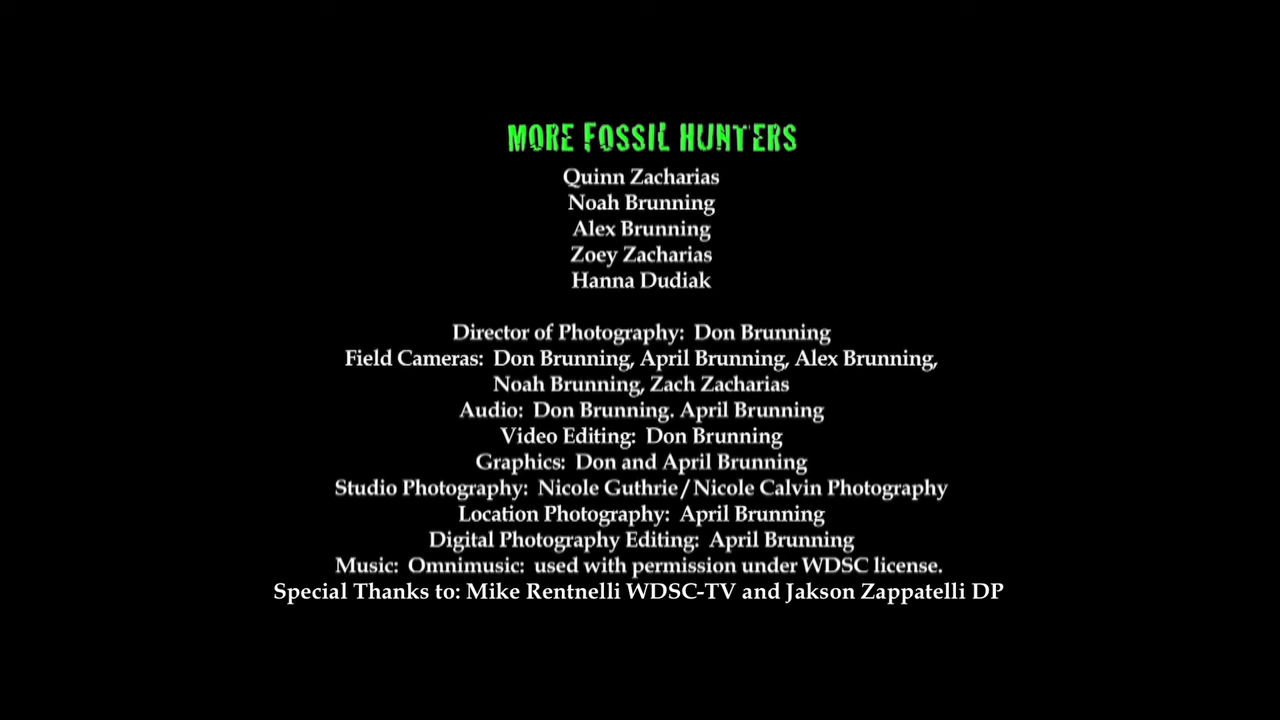 MORE FOSSIL HUNTERS
Quinn Zacharias
Noah Brunning
Alex Brunning
Zoey Zacharias
Hanna Dudiak
Director of Photography:  Don Brunning
Field Cameras:  Don Brunning, April Brunning, Alex Brunning,
Noah Brunning, Zach Zacharias
Audio:  Don Brunning. April Brunning
Video Editing:  Don Brunning
Graphics:  Don and April Brunning
Studio Photography:  Nicole Guthrie/Nicole Calvin Photography
Location Photography:  April Brunning
Digital Photography Editing:  April Brunning
Music:  Omnimusic:  used with permission under WDSC license.
Special Thanks to: Mike Rentnelli WDSC-TV and Jakson Zappatelli DP